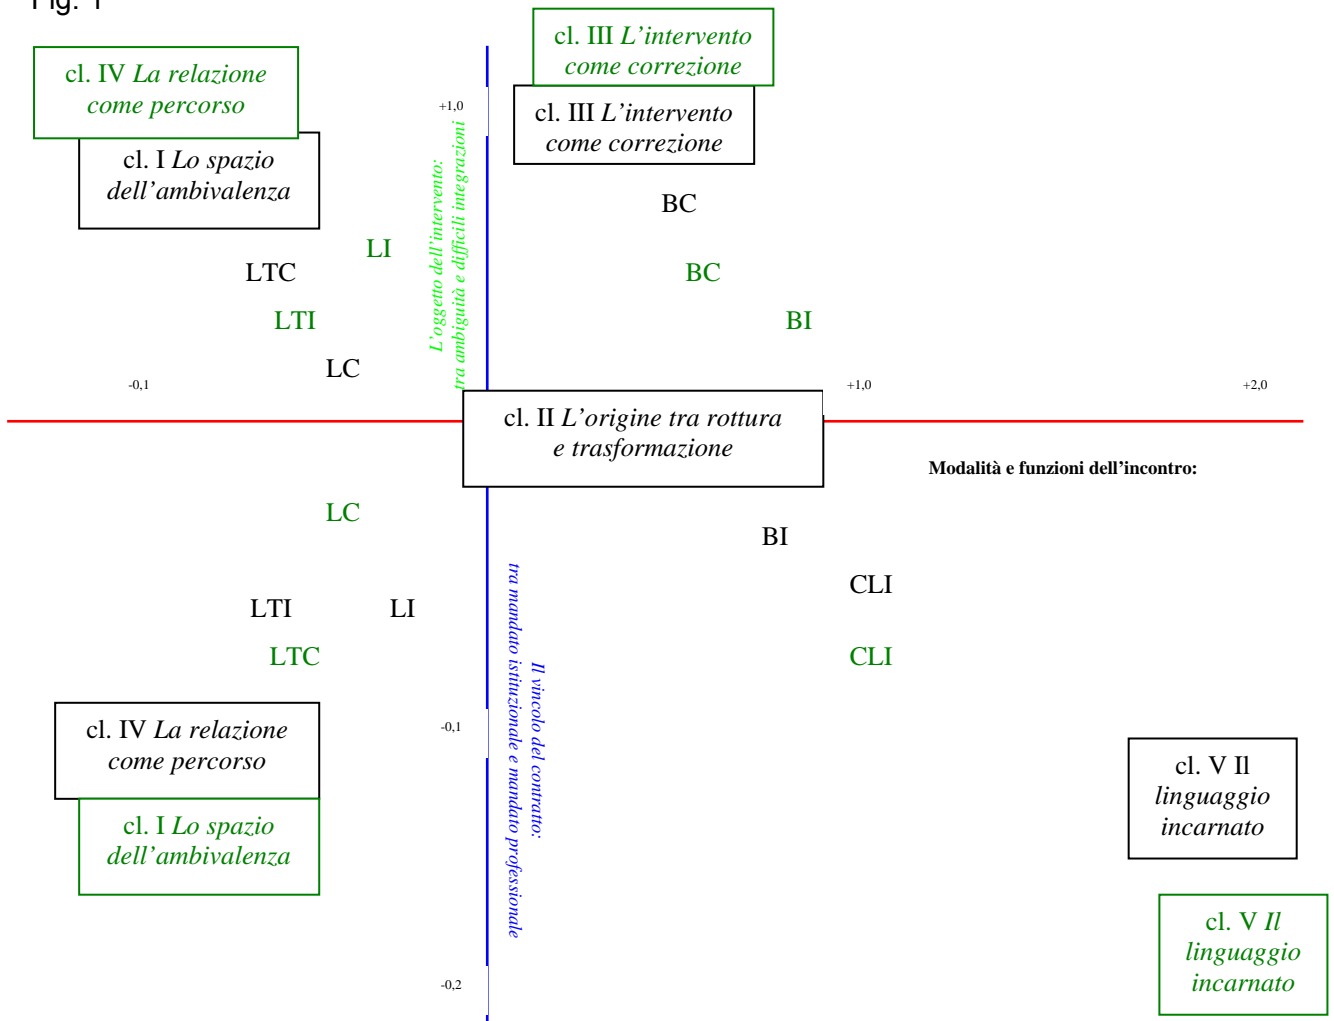 Fig. 1
cl. III L'intervento
come correzione
cl. IV La relazione
come percorso
+1,0
cl. III L'intervento
come correzione
cl. I Lo spazio
dell'ambivalenza
L'oggetto dell'intervento:
tra ambiguità e difficili integrazioni
BC
LI
LTC
BC
LTI
BI
LC
-0,1
+1,0
+2,0
cl. II L'origine tra rottura
e trasformazione
Modalità e funzioni dell'incontro:
LC
BI
Il vincolo del contratto:
tra mandato istituzionale e mandato professionale
CLI
LTI
LI
LTC
CLI
cl. IV La relazione
come percorso
-0,1
cl. V Il
linguaggio
incarnato
cl. I Lo spazio
dell'ambivalenza
cl. V Il
linguaggio
incarnato
-0,2